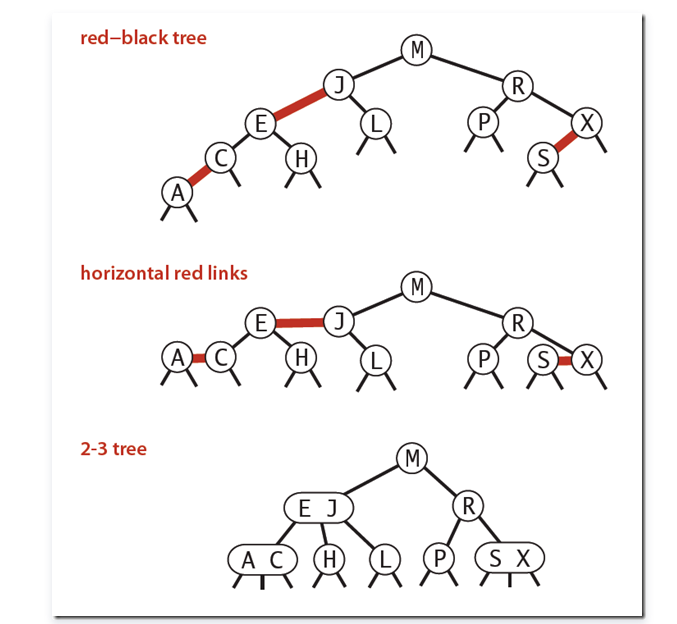 red–black tree
M
J R
E L P X
C H S
A
horizontal red links
M
E J R
A C H L P S X
2-3 tree
M
E J R
A C H L P S X